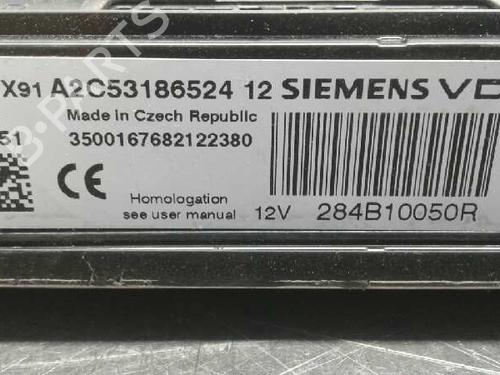 X91 A2C53186524 12 SIEMENS VD
Made in Czech Republic
51 3500167682122380
CE
Homologation
see user manual 12V 284B10050R